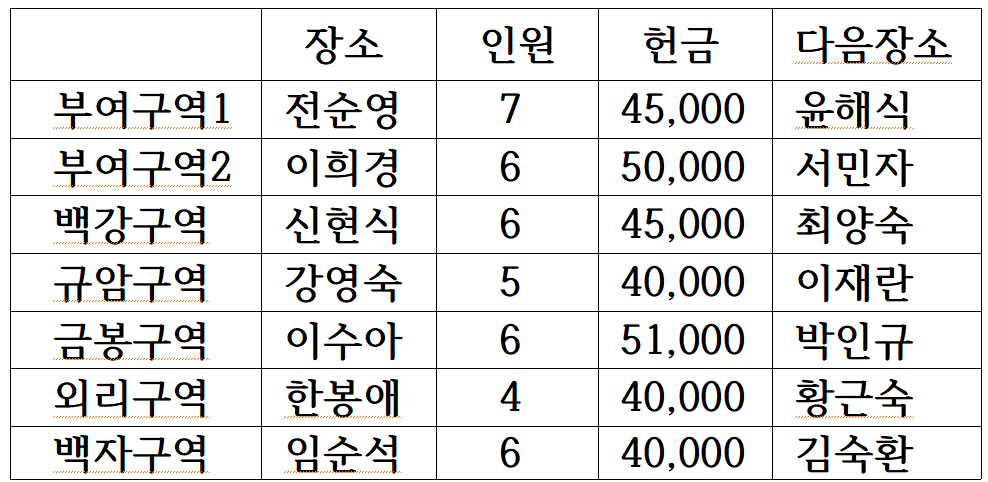 장소 인원 헌금 다음장소
부여구역1 전순영 7 45,000 윤해식
부여구역2 이희경 6 50,000 서민자
백강구역 신현식 6 45,000 최양숙
규암구역 강영숙 5 40,000 이재란
금봉구역 이수아 6 51,000 박인규
외리구역 한봉애 4 40,000 황근숙
백자구역 임순석 6 40,000 김숙환